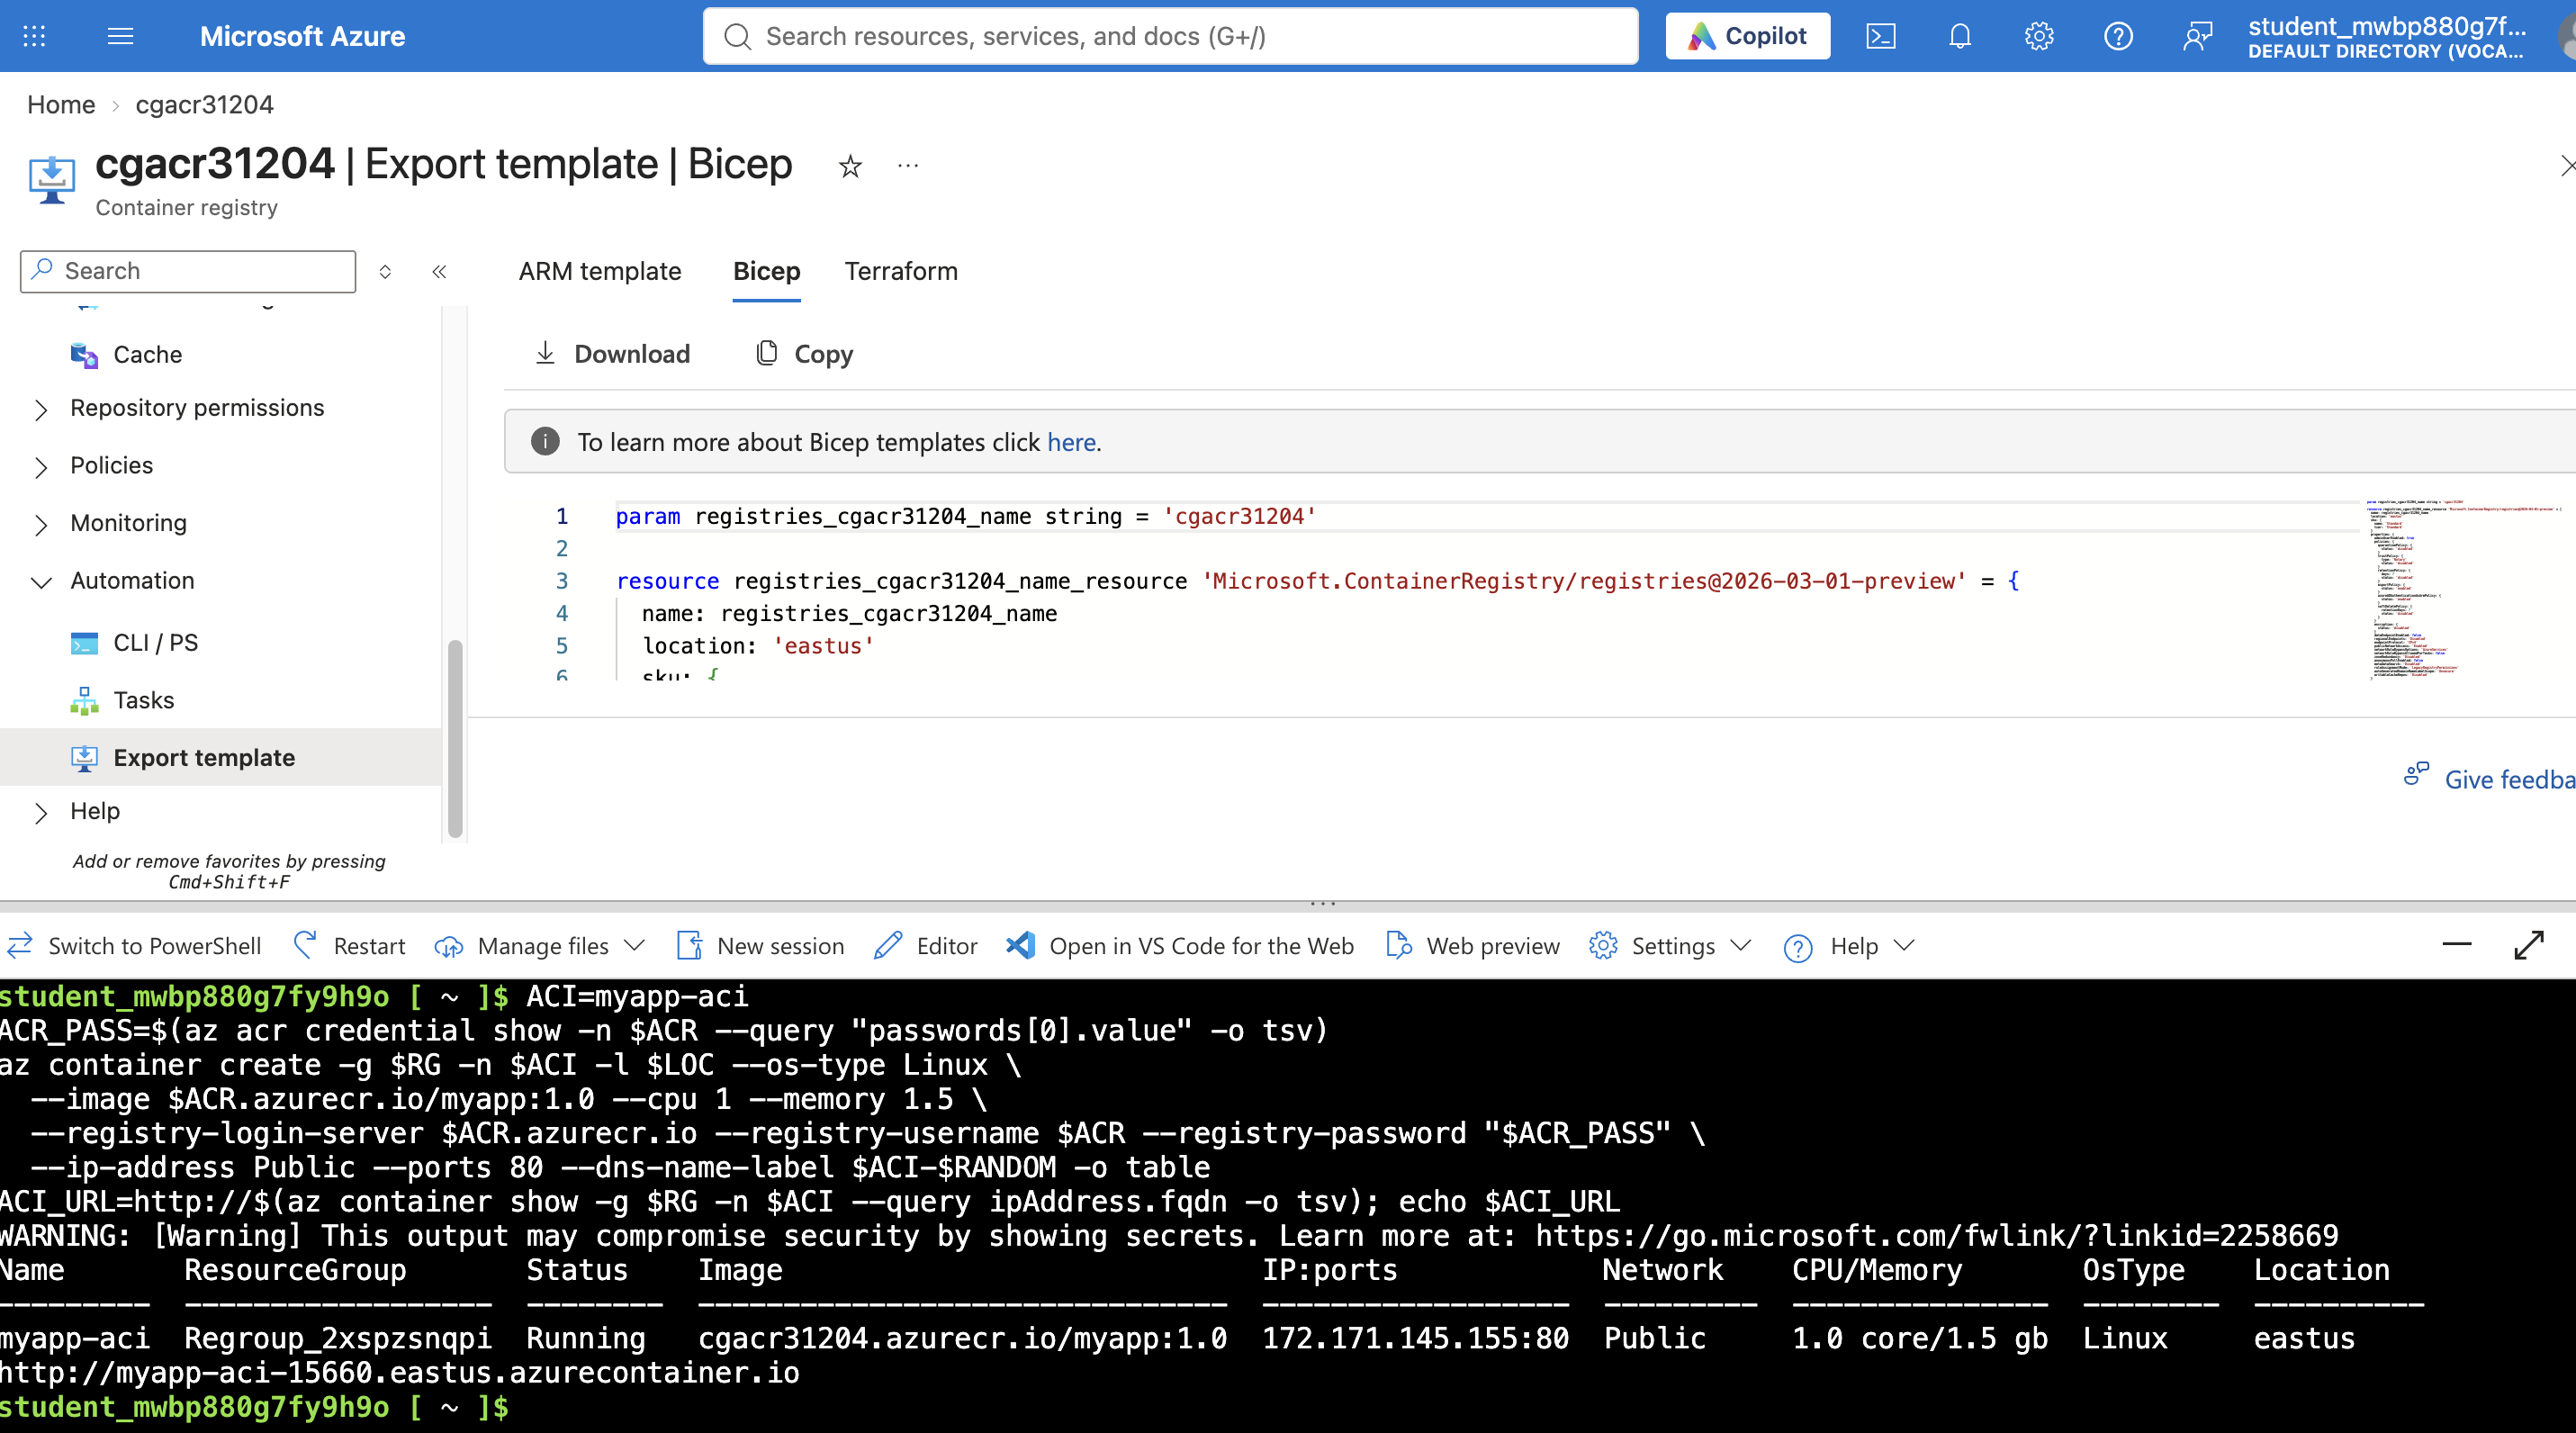 Microsoft Azure
Search resources, services, and docs (G+/)
Copilot
student_mwbp880g7f...
DEFAULT DIRECTORY (VOCA...
Home > cgacr31204
cgacr31204 | Export template | Bicep
Container registry
Search
ARM template
Bicep
Terraform
Download
Copy
Cache
Repository permissions
Policies
Monitoring
Automation
CLI / PS
Tasks
Export template
Help
Add or remove favorites by pressing
Cmd+Shift+F
To learn more about Bicep templates click here.
1 param registries_cgacr31204_name string = 'cgacr31204'
2
3 resource registries_cgacr31204_name_resource 'Microsoft.ContainerRegistry/registries@2026-03-01-preview' = {
4 name: registries_cgacr31204_name
5 location: 'eastus'
6 sku: {
Give feedba
Switch to PowerShell
Restart
Manage files
New session
Editor
Open in VS Code for the Web
Web preview
Settings
Help
student_mwbp880g7fy9h9o [ ~ ]$ ACI=myapp-aci
ACR_PASS=$(az acr credential show -n $ACR --query "passwords[0].value" -o tsv)
az container create -g $RG -n $ACI -l $LOC --os-type Linux \
--image $ACR.azurecr.io/myapp:1.0 --cpu 1 --memory 1.5 \
--registry-login-server $ACR.azurecr.io --registry-username $ACR --registry-password "$ACR_PASS" \
--ip-address Public --ports 80 --dns-name-label $ACI-$RANDOM -o table
ACI_URL=http://$(az container show -g $RG -n $ACI --query ipAddress.fqdn -o tsv); echo $ACI_URL
WARNING: [Warning] This output may compromise security by showing secrets. Learn more at: https://go.microsoft.com/fwlink/?linkid=2258669
Name ResourceGroup Status Image IP:ports Network CPU/Memory OsType Location
--------- ------------------ -------- ------------------------------- ------------------ --------- --------------- -------- ----------
myapp-aci Regroup_2xspzsnqpi Running cgacr31204.azurecr.io/myapp:1.0 172.171.145.155:80 Public 1.0 core/1.5 gb Linux eastus
http://myapp-aci-15660.eastus.azurecontainer.io
student_mwbp880g7fy9h9o [ ~ ]$